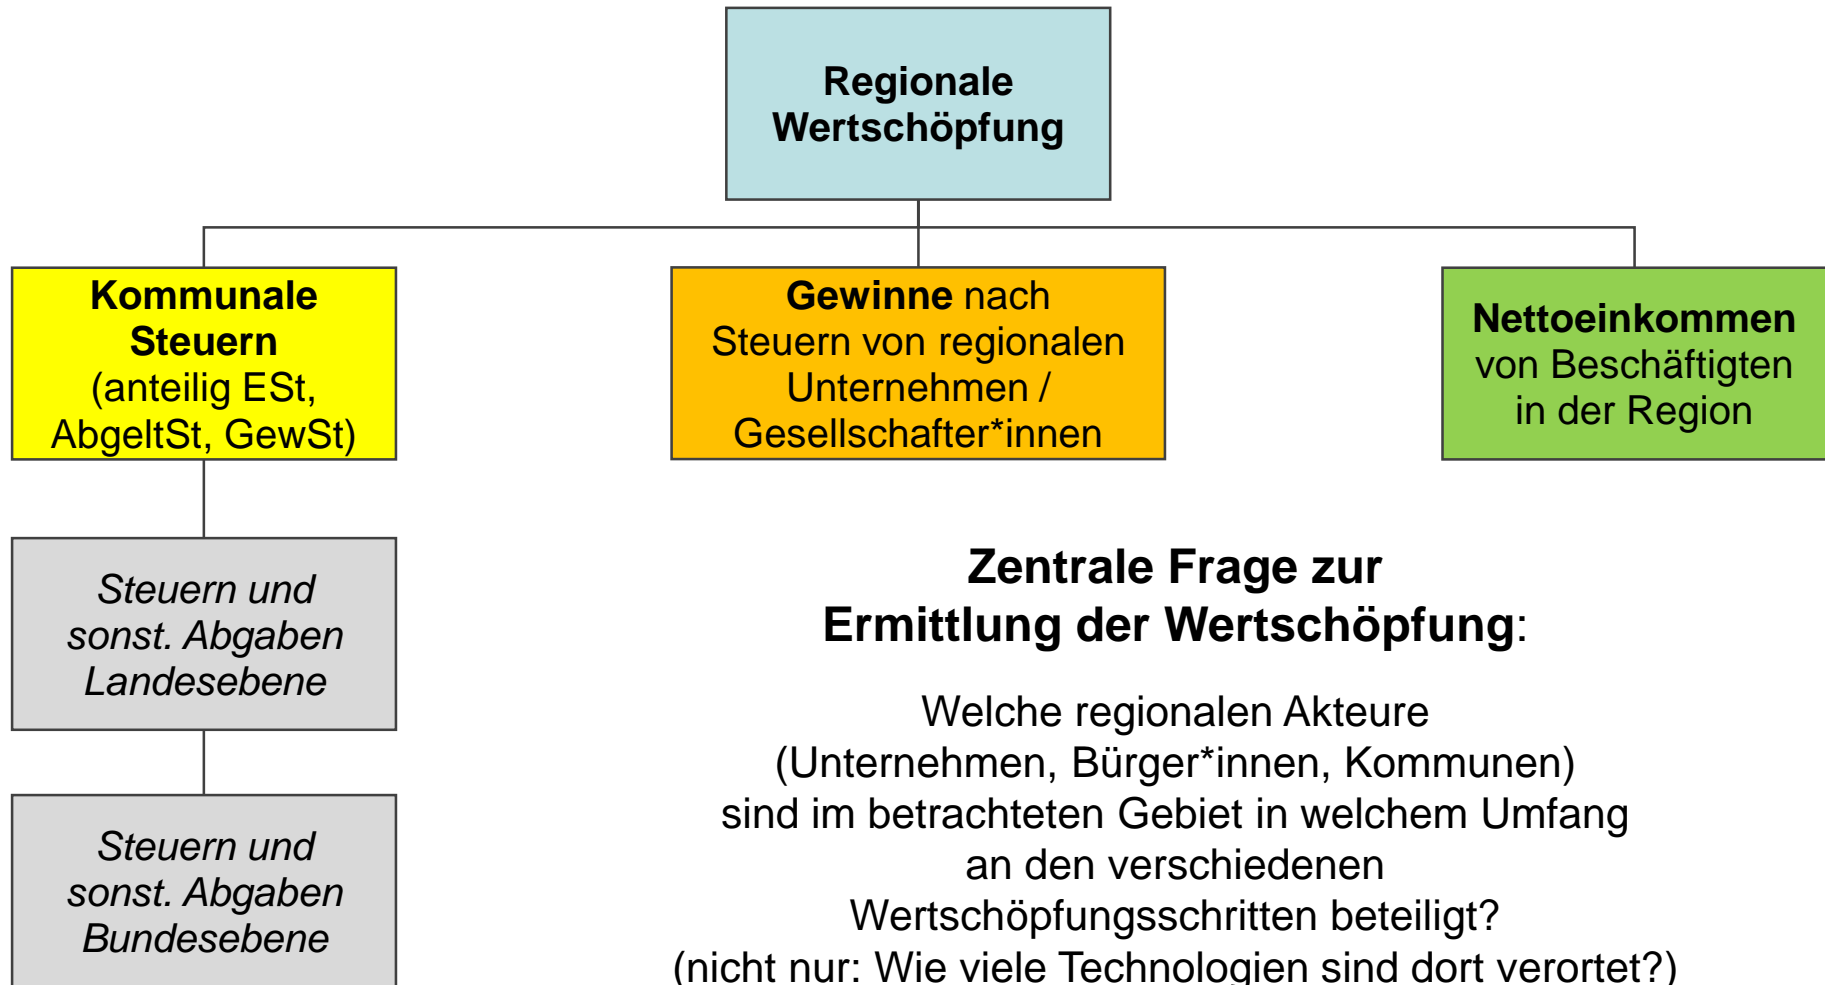 Regionale
Wertschöpfung
Kommunale
Steuern
(anteilig ESt,
AbgeltSt, GewSt)
Gewinne nach
Steuern von regionalen
Unternehmen /
Gesellschafter*innen
Nettoeinkommen
von Beschäftigten
in der Region
Steuern und
sonst. Abgaben
Landesebene
Steuern und
sonst. Abgaben
Bundesebene
Zentrale Frage zur
Ermittlung der Wertschöpfung:
Welche regionalen Akteure
(Unternehmen, Bürger*innen, Kommunen)
sind im betrachteten Gebiet in welchem Umfang
an den verschiedenen
Wertschöpfungsschritten beteiligt?
(nicht nur: Wie viele Technologien sind dort verortet?)